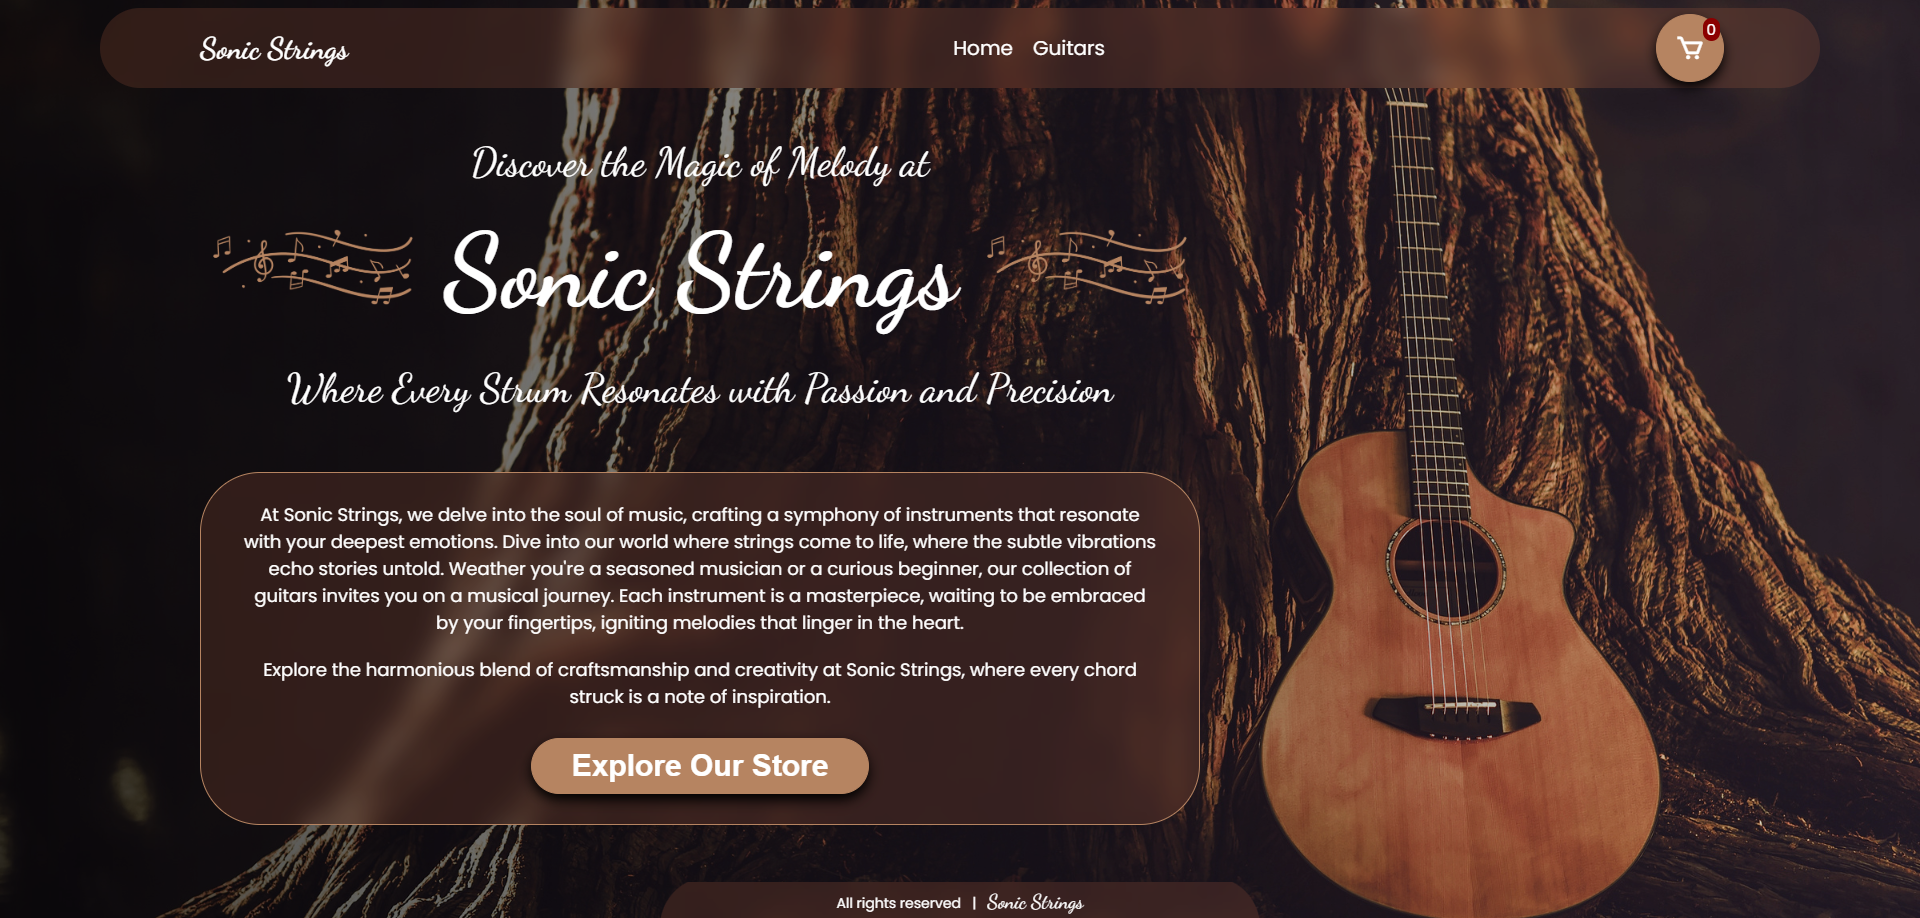 Sonic Strings
Home Guitars
0
Discover the Magic of Melody at
Sonic Strings
Where Every Strum Resonates with Passion and Precision
At Sonic Strings, we delve into the soul of music, crafting a symphony of instruments that resonate
with your deepest emotions. Dive into our world where strings come to life, where the subtle vibrations
echo stories untold. Weather you're a seasoned musician or a curious beginner, our collection of
guitars invites you on a musical journey. Each instrument is a masterpiece, waiting to be embraced
by your fingertips, igniting melodies that linger in the heart.
Explore the harmonious blend of craftsmanship and creativity at Sonic Strings, where every chord
struck is a note of inspiration.
Explore Our Store
All rights reserved | Sonic Strings